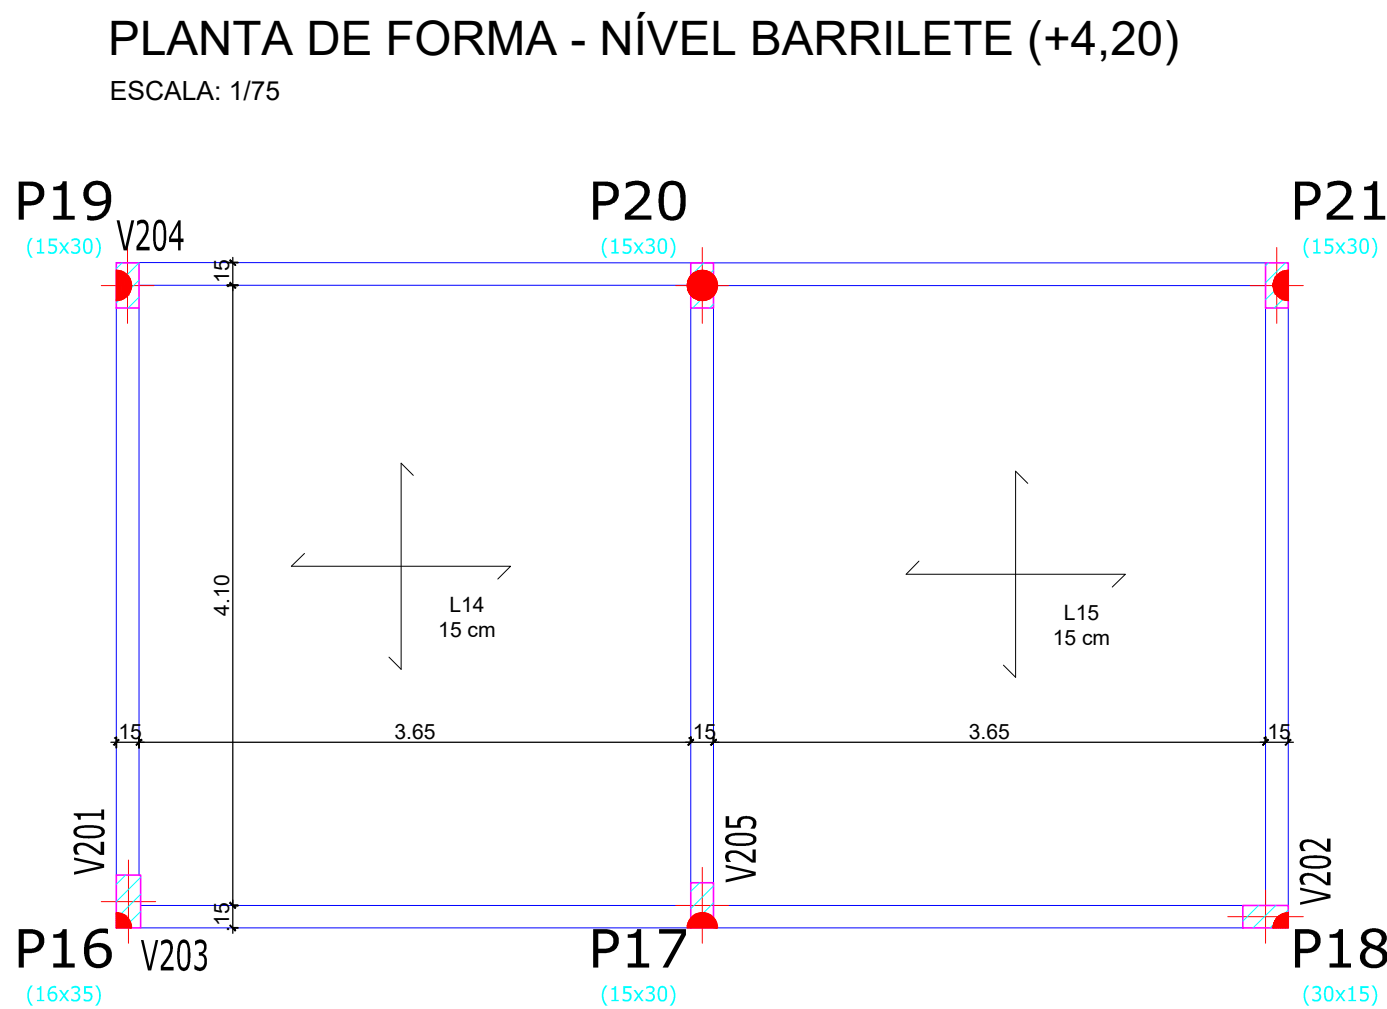 PLANTA DE FORMA - NÍVEL BARRILETE (+4,20)
ESCALA: 1/75
P19
P20
P21
(15x30)
V204
(15x30)
(15x30)
15
4.10
L14
15 cm
L15
15 cm
15
3.65
15
3.65
15
V201
V205
V202
15
P16
V203
P17
P18
(16x35)
(15x30)
(30x15)